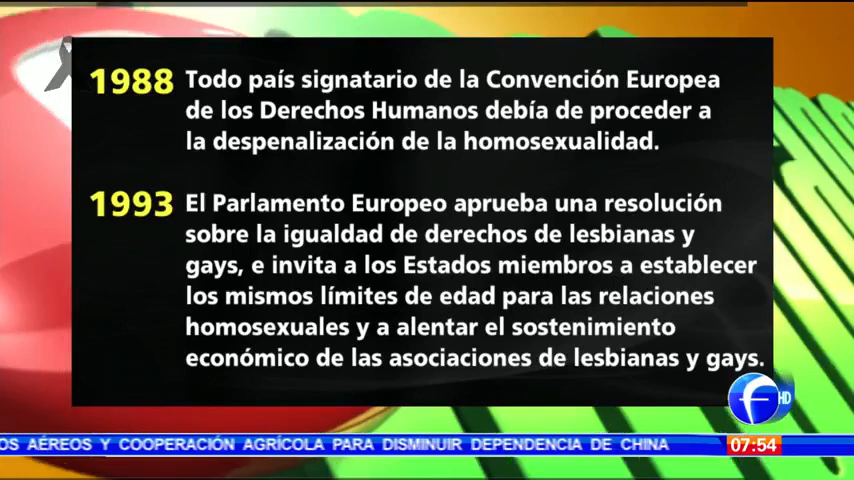 1988 Todo país signatario de la Convención Europea
de los Derechos Humanos debía de proceder a
la despenalización de la homosexualidad.
1993 El Parlamento Europeo aprueba una resolución
sobre la igualdad de derechos de lesbianas y
gays, e invita a los Estados miembros a establecer
los mismos límites de edad para las relaciones
homosexuales y a alentar el sostenimiento
económico de las asociaciones de lesbianas y gays.
f HD
OS AÉREOS Y COOPERACIÓN AGRÍCOLA PARA DISMINUIR DEPENDENCIA DE CHINA 07:54